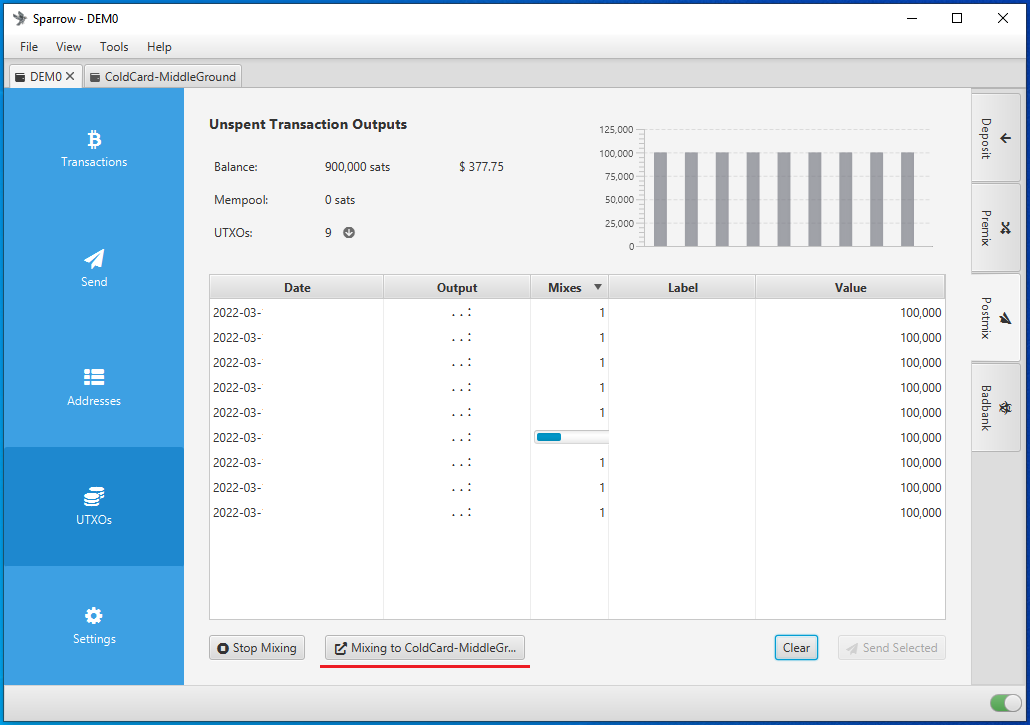 Sparrow - DEM0
File View Tools Help
DEM0 ColdCard-MiddleGround
Transactions
Send
Addresses
UTXOs
Settings
Unspent Transaction Outputs
Balance: 900,000 sats $ 377.75
Mempool: 0 sats
UTXOs: 9
125,000
100,000
75,000
50,000
25,000
0
Date Output Mixes Label Value
2022-03- . . : 1 100,000
2022-03- . . : 1 100,000
2022-03- . . : 1 100,000
2022-03- . . : 1 100,000
2022-03- . . : 1 100,000
2022-03- . . : 100,000
2022-03- . . : 1 100,000
2022-03- . . : 1 100,000
2022-03- . . : 1 100,000
Stop Mixing Mixing to ColdCard-MiddleGr... Clear Send Selected
Deposit
Premix
Postmix
Badbank